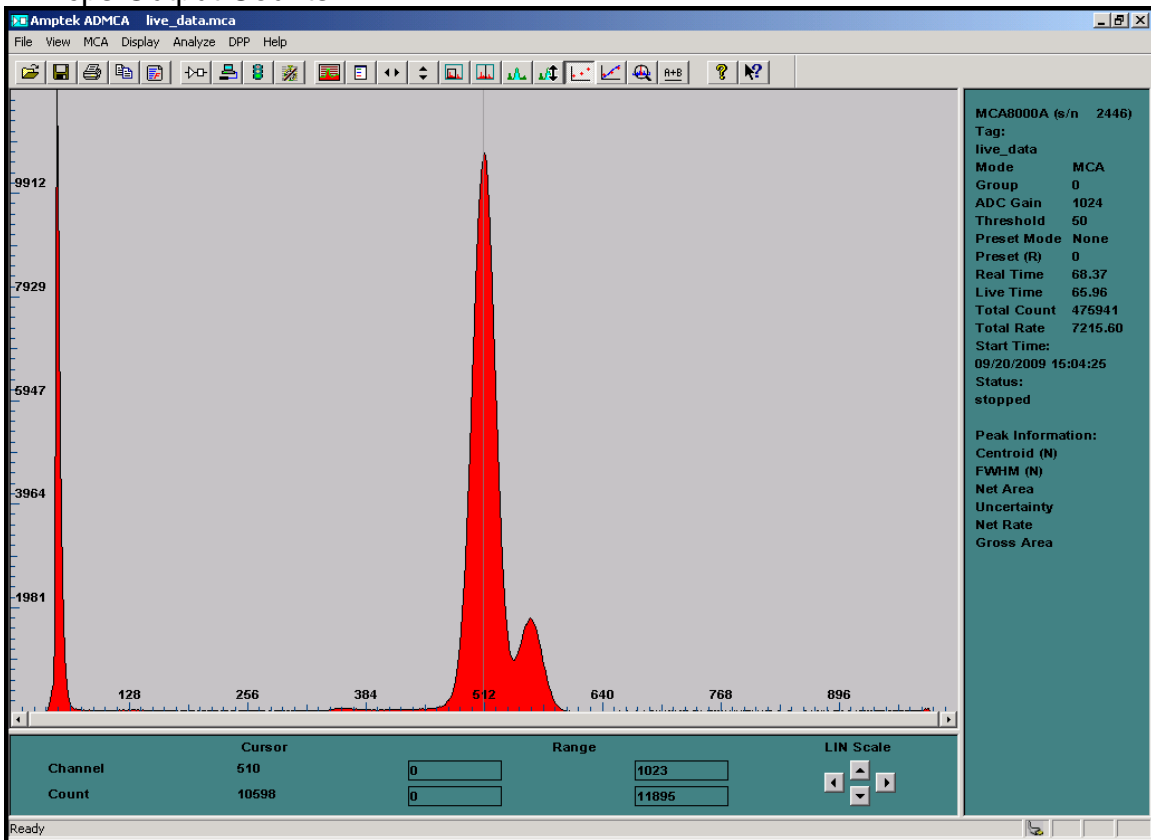 Amptek ADMCA live_data.mca
File View MCA Display Analyze DPP Help
A+B
MCA8000A (s/n 2446)
Tag:
live_data
Mode MCA
Group 0
ADC Gain 1024
Threshold 50
Preset Mode None
Preset (R) 0
Real Time 68.37
Live Time 65.96
Total Count 475941
Total Rate 7215.60
Start Time:
09/20/2009 15:04:25
Status:
stopped
Peak Information:
Centroid (N)
FWHM (N)
Net Area
Uncertainty
Net Rate
Gross Area
9912
7929
5947
3964
1981
128 256 384 512 640 768 896
Cursor Range LIN Scale
Channel 510 0 1023
Count 10598 0 11895
Ready